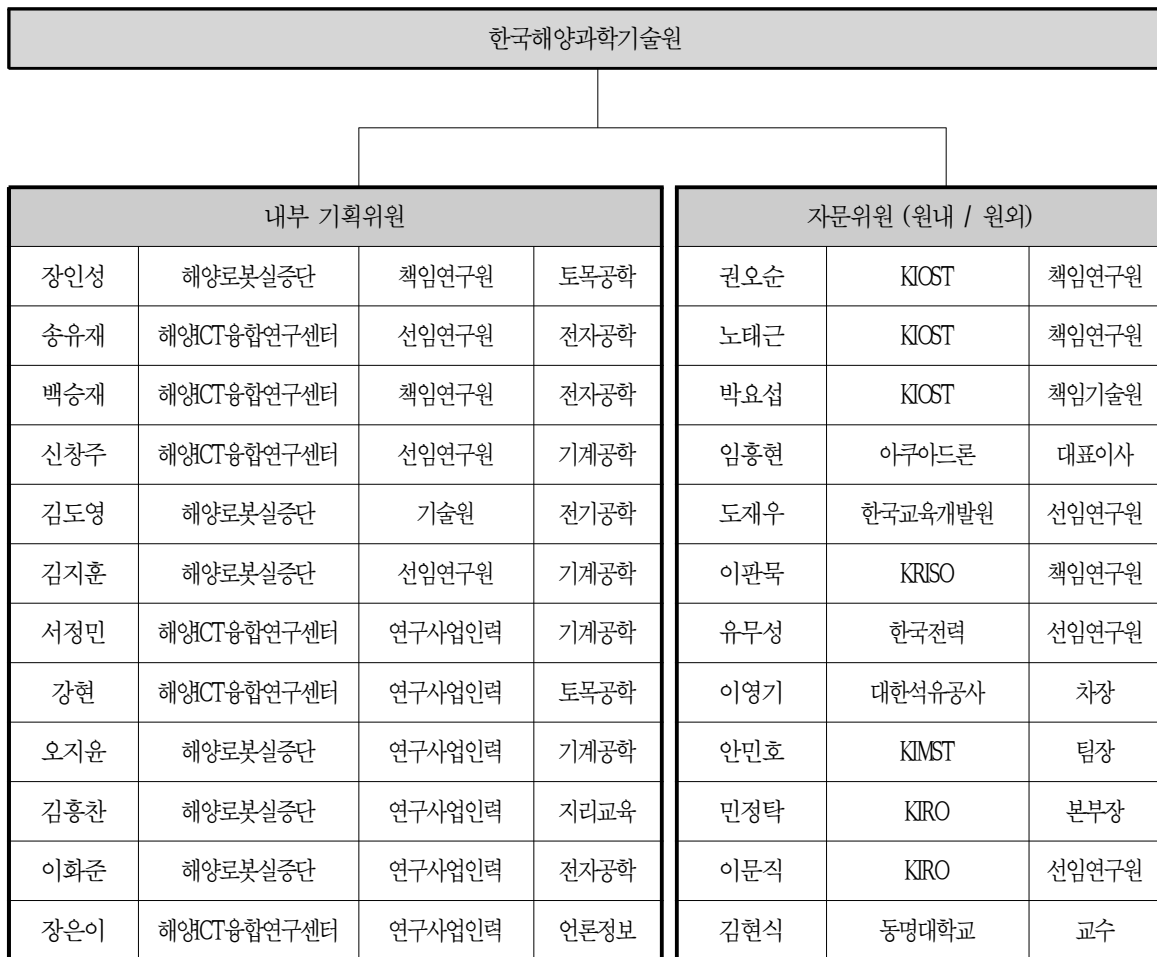 한국해양과학기술원
내부 기획위원
장인성 해양로봇실증단 책임연구원 토목공학
송유재 해양ICT융합연구센터 선임연구원 전자공학
백승재 해양ICT융합연구센터 책임연구원 전자공학
신창주 해양ICT융합연구센터 선임연구원 기계공학
김도영 해양로봇실증단 기술원 전기공학
김지훈 해양로봇실증단 선임연구원 기계공학
서정민 해양ICT융합연구센터 연구사업인력 기계공학
강현 해양ICT융합연구센터 연구사업인력 토목공학
오지윤 해양로봇실증단 연구사업인력 기계공학
김흥찬 해양로봇실증단 연구사업인력 지리교육
이화준 해양로봇실증단 연구사업인력 전자공학
장은이 해양ICT융합연구센터 연구사업인력 언론정보
자문위원 (원내 / 원외)
권오순 KIOST 책임연구원
노태근 KIOST 책임연구원
박요섭 KIOST 책임기술원
임흥현 아쿠아드론 대표이사
도재우 한국교육개발원 선임연구원
이판묵 KRISO 책임연구원
유무성 한국전력 선임연구원
이영기 대한석유공사 차장
안민호 KIMST 팀장
민정탁 KIRO 본부장
이문직 KIRO 선임연구원
김현식 동명대학교 교수